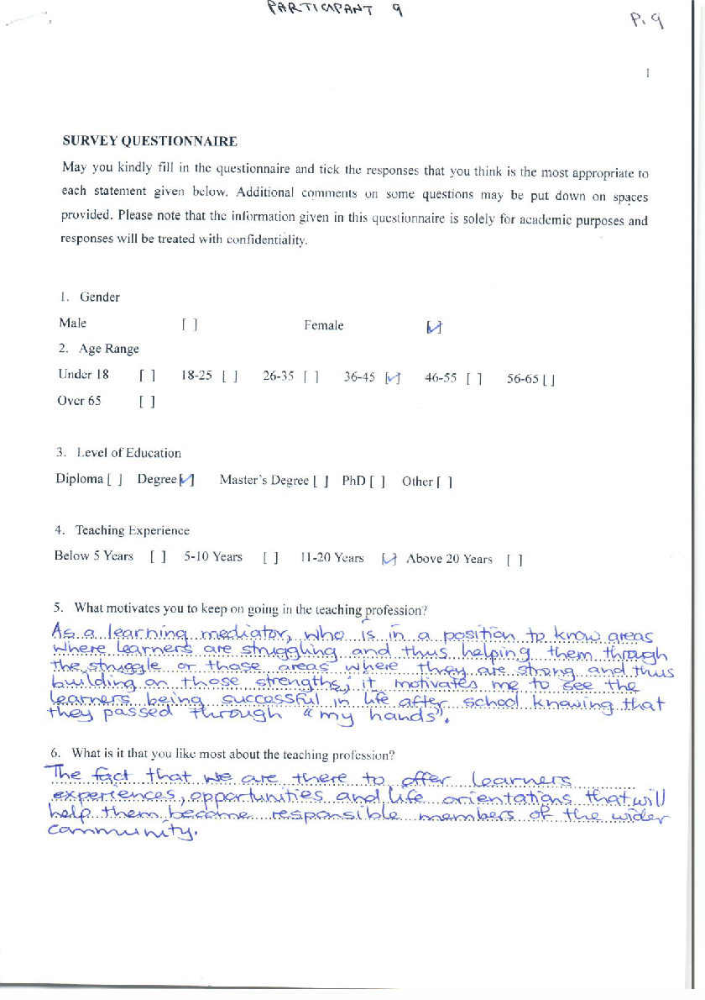 PARTICIPANT 9
P. 9
1
SURVEY QUESTIONNAIRE
May you kindly fill in the questionnaire and tick the responses that you think is the most appropriate to
each statement given below. Additional comments on some questions may be put down on spaces
provided. Please note that the information given in this questionnaire is solely for academic purposes and
responses will be treated with confidentiality.
1. Gender
Male [ ] Female [✓]
2. Age Range
Under 18 [ ] 18-25 [ ] 26-35 [ ] 36-45 [✓] 46-55 [ ] 56-65 [ ]
Over 65 [ ]
3. Level of Education
Diploma [ ] Degree [✓] Master's Degree [ ] PhD [ ] Other [ ]
4. Teaching Experience
Below 5 Years [ ] 5-10 Years [ ] 11-20 Years [✓] Above 20 Years [ ]
5. What motivates you to keep on going in the teaching profession?
As a learning mediator, who is in a position to know areas
where learners are struggling and thus helping them through
the struggle or those areas where they are strong and thus
building on those strengths, it motivates me to see the
learners being successful in life after school knowing that
they passed through "my hands".
6. What is it that you like most about the teaching profession?
The fact that we are there to offer learners
experiences, opportunities and life orientations that will
help them become responsible members of the wider
community.